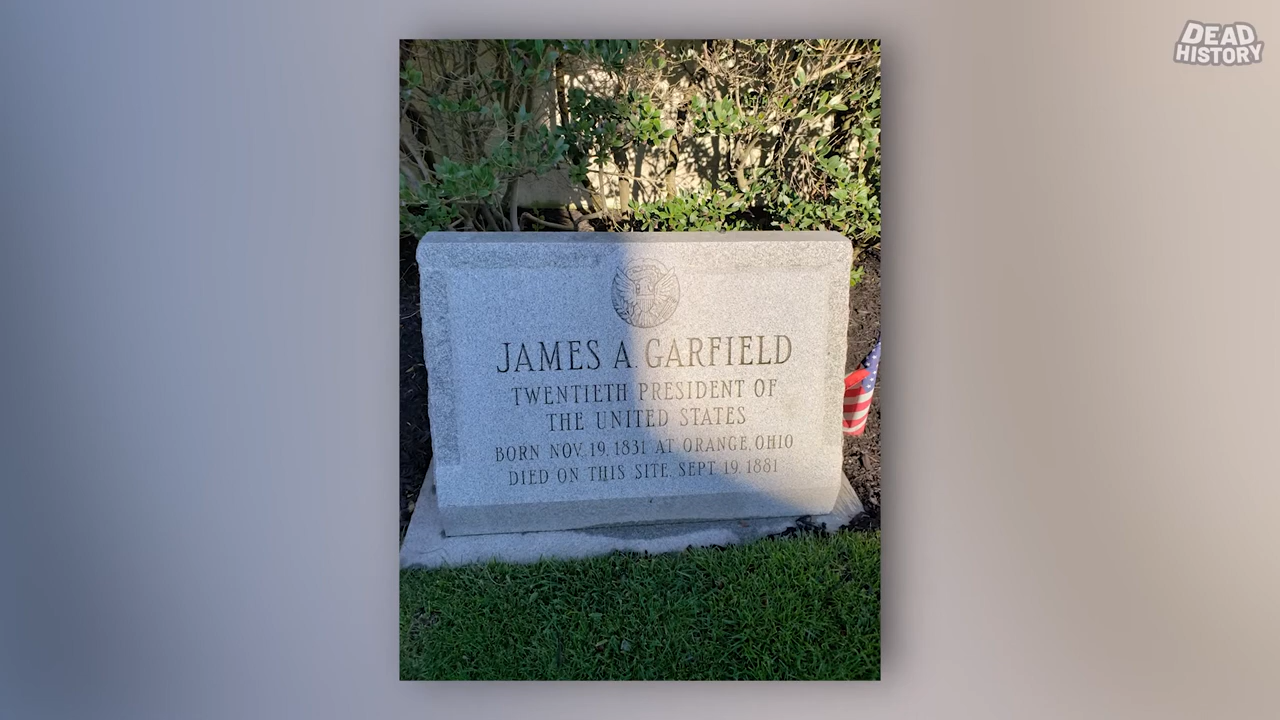 DEAD
HISTORY
JAMES A. GARFIELD
TWENTIETH PRESIDENT OF
THE UNITED STATES
BORN NOV. 19, 1831 AT ORANGE, OHIO
DIED ON THIS SITE, SEPT. 19, 1881